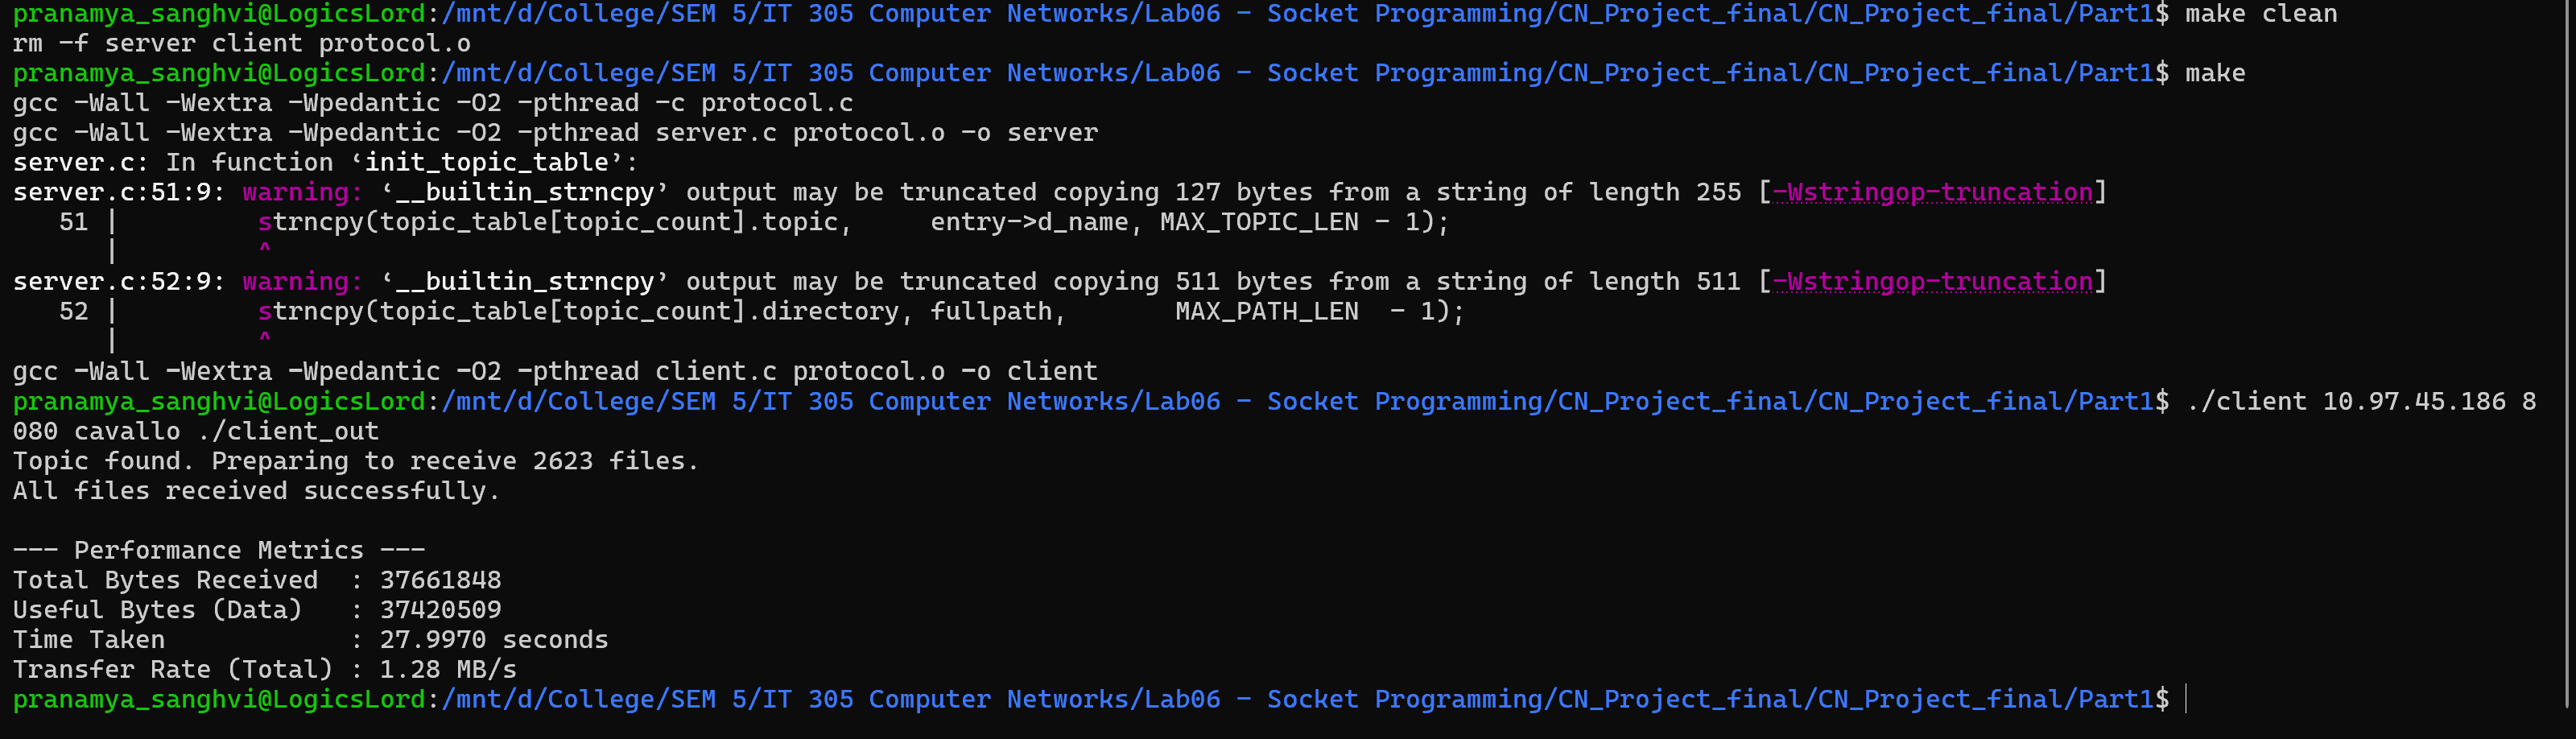 pranamya_sanghvi@LogicsLord:/mnt/d/College/SEM 5/IT 305 Computer Networks/Lab06 - Socket Programming/CN_Project_final/CN_Project_final/Part1$ make clean
rm -f server client protocol.o
pranamya_sanghvi@LogicsLord:/mnt/d/College/SEM 5/IT 305 Computer Networks/Lab06 - Socket Programming/CN_Project_final/CN_Project_final/Part1$ make
gcc -Wall -Wextra -Wpedantic -O2 -pthread -c protocol.c
gcc -Wall -Wextra -Wpedantic -O2 -pthread server.c protocol.o -o server
server.c: In function ‘init_topic_table’:
server.c:51:9: warning: ‘__builtin_strncpy’ output may be truncated copying 127 bytes from a string of length 255 [-Wstringop-truncation]
   51 |         strncpy(topic_table[topic_count].topic,     entry->d_name, MAX_TOPIC_LEN - 1);
      |         ^
server.c:52:9: warning: ‘__builtin_strncpy’ output may be truncated copying 511 bytes from a string of length 511 [-Wstringop-truncation]
   52 |         strncpy(topic_table[topic_count].directory, fullpath,       MAX_PATH_LEN  - 1);
      |         ^
gcc -Wall -Wextra -Wpedantic -O2 -pthread client.c protocol.o -o client
pranamya_sanghvi@LogicsLord:/mnt/d/College/SEM 5/IT 305 Computer Networks/Lab06 - Socket Programming/CN_Project_final/CN_Project_final/Part1$ ./client 10.97.45.186 8
080 cavallo ./client_out
Topic found. Preparing to receive 2623 files.
All files received successfully.

--- Performance Metrics ---
Total Bytes Received  : 37661848
Useful Bytes (Data)   : 37420509
Time Taken            : 27.9970 seconds
Transfer Rate (Total) : 1.28 MB/s
pranamya_sanghvi@LogicsLord:/mnt/d/College/SEM 5/IT 305 Computer Networks/Lab06 - Socket Programming/CN_Project_final/CN_Project_final/Part1$